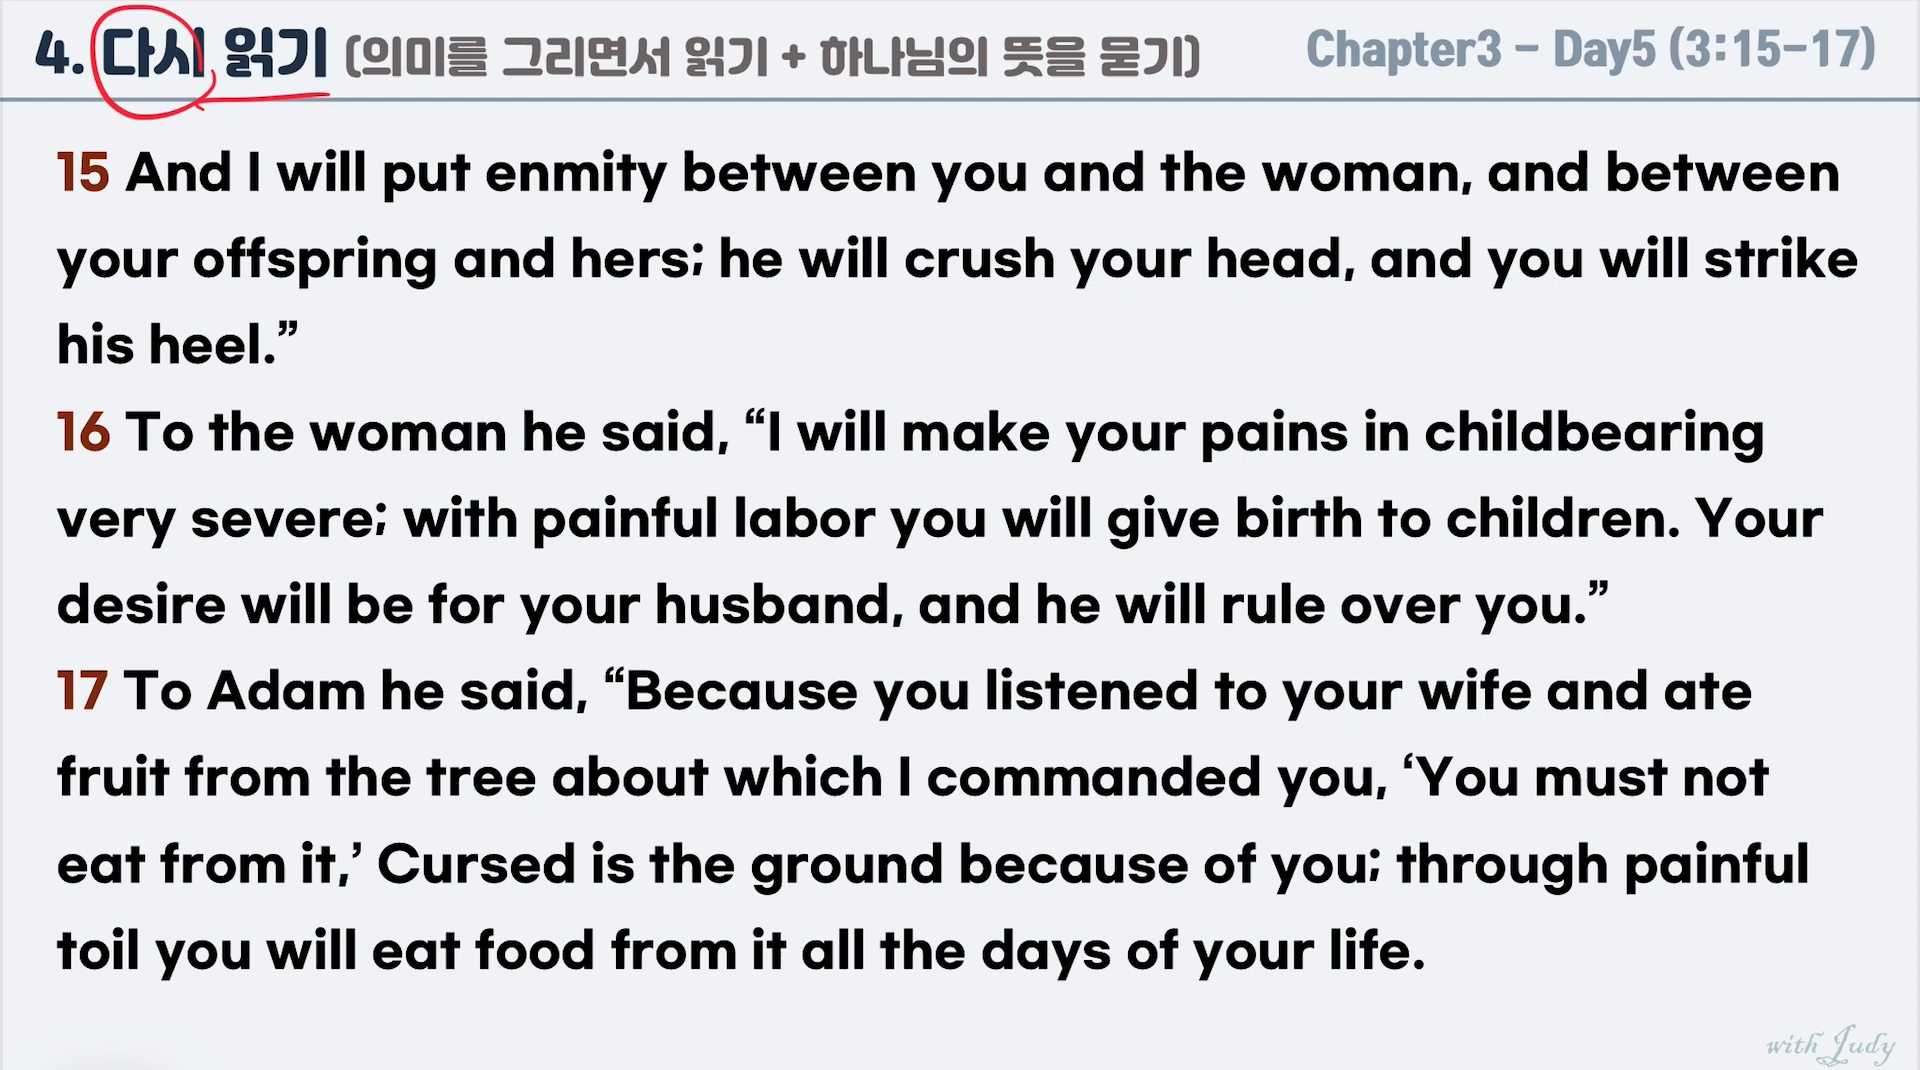 4. 다시 읽기 (의미를 그리면서 읽기 + 하나님의 뜻을 묻기) Chapter3 - Day5 (3:15-17)
15 And I will put enmity between you and the woman, and between
your offspring and hers; he will crush your head, and you will strike
his heel.”
16 To the woman he said, “I will make your pains in childbearing
very severe; with painful labor you will give birth to children. Your
desire will be for your husband, and he will rule over you.”
17 To Adam he said, “Because you listened to your wife and ate
fruit from the tree about which I commanded you, ‘You must not
eat from it,’ Cursed is the ground because of you; through painful
toil you will eat food from it all the days of your life.
with Judy